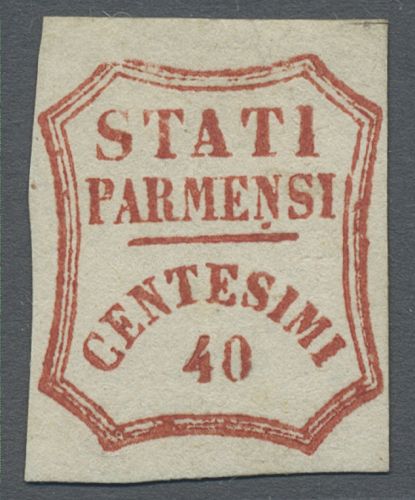 STATI
PARMENSI
CENTESIMI
40